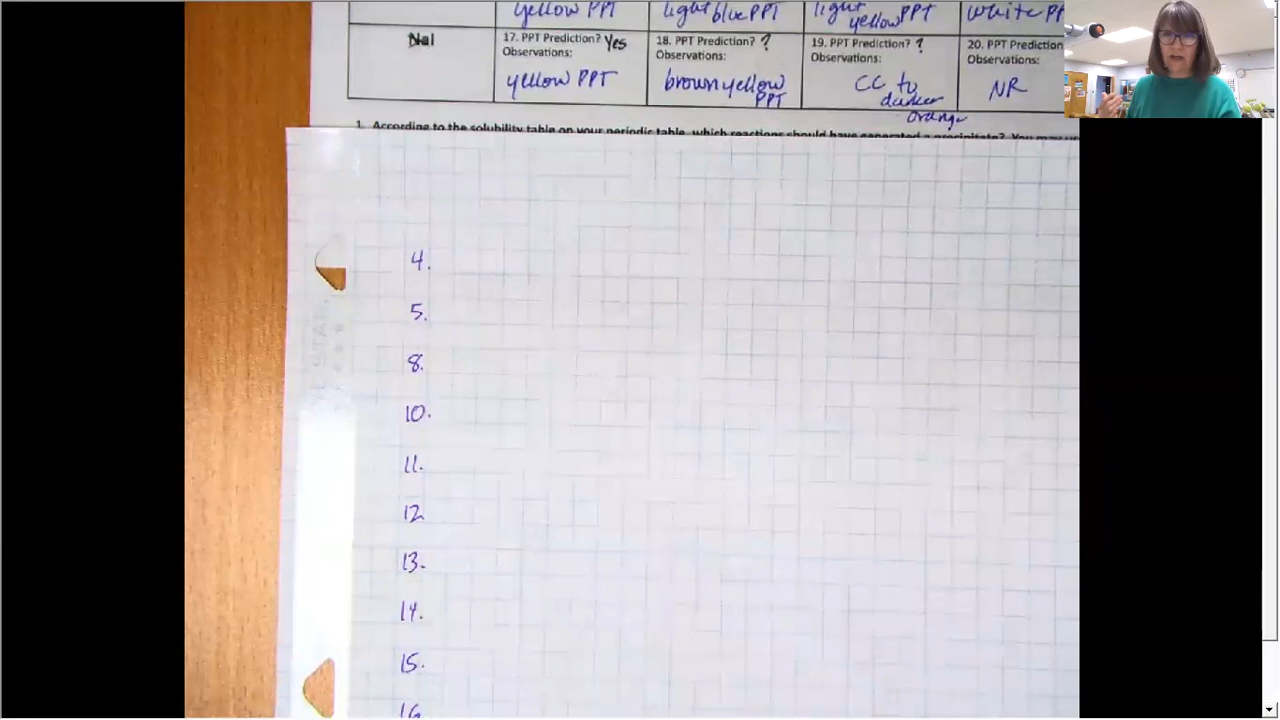 yellow PPT light blue PPT light yellow PPT white PP
NaI 17. PPT Prediction? Yes 18. PPT Prediction? ? 19. PPT Prediction? ? 20. PPT Prediction
Observations: Observations: Observations: Observations:
yellow PPT brown yellow PPT CC to darker orange NR
1. According to the solubility table on your periodic table, which reactions should have generated a precipitate? You may
4.
5.
8.
10.
11.
12
13.
14.
15.
16